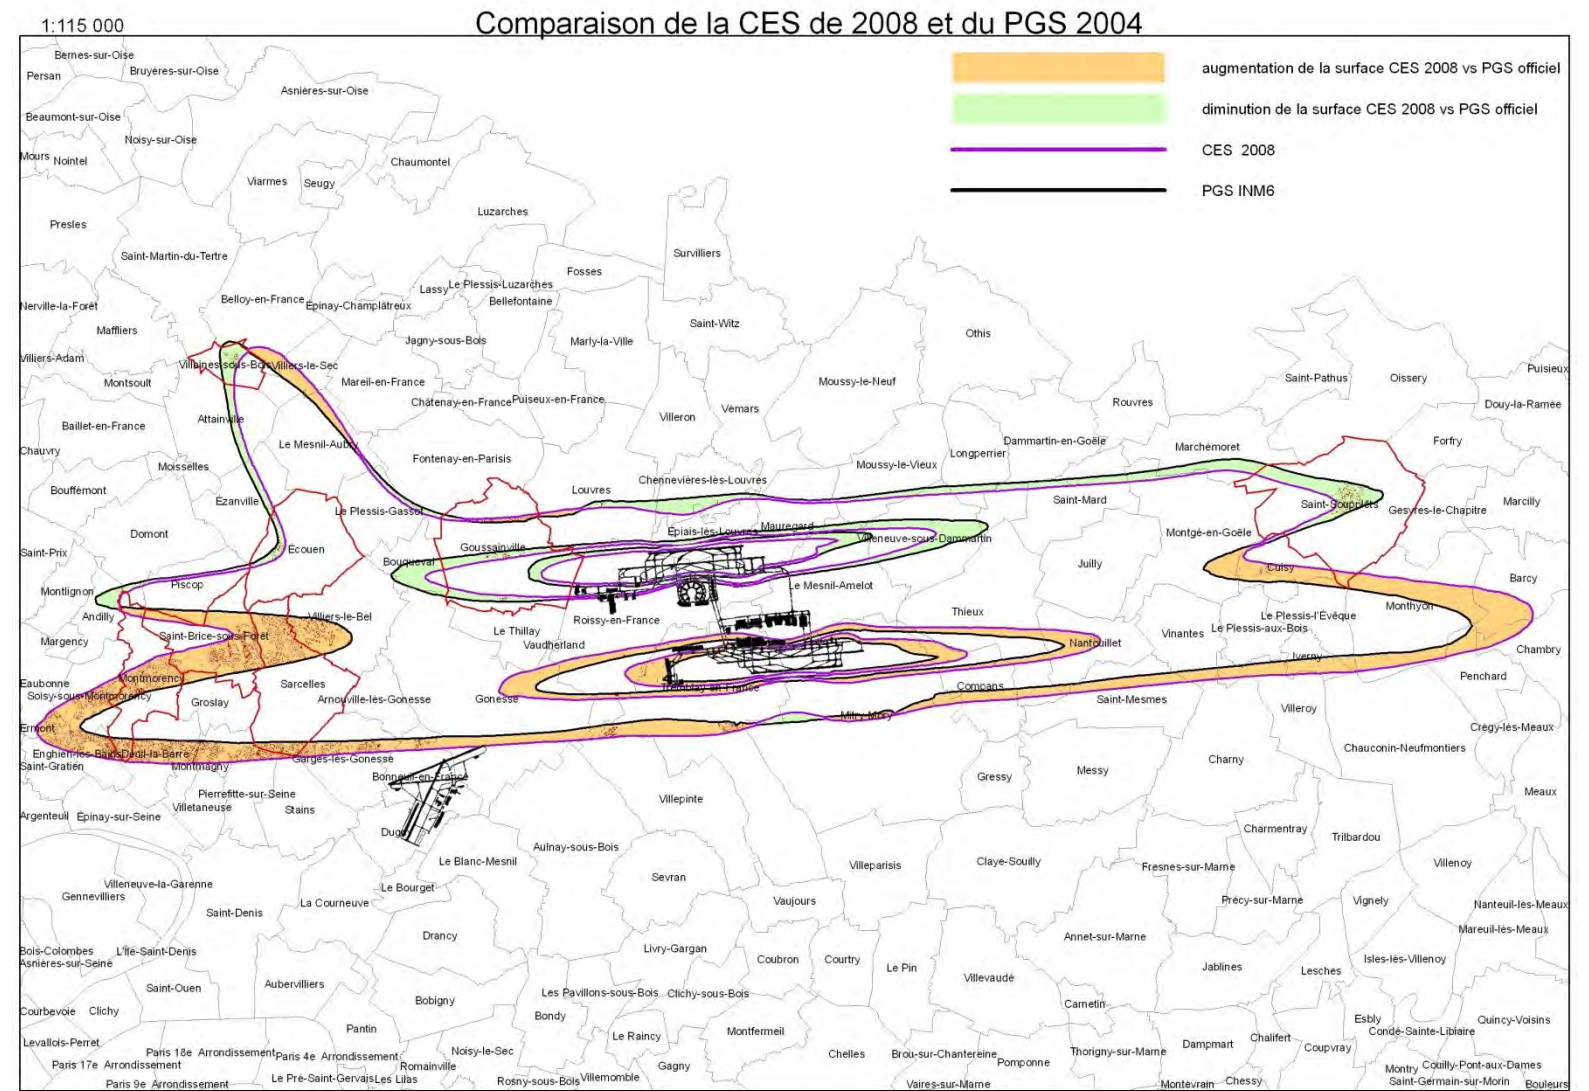 1:115 000
Comparaison de la CES de 2008 et du PGS 2004
augmentation de la surface CES 2008 vs PGS officiel
diminution de la surface CES 2008 vs PGS officiel
CES 2008
PGS INM6
Bernes-sur-Oise
Persan
Bruyères-sur-Oise
Asnières-sur-Oise
Beaumont-sur-Oise
Noisy-sur-Oise
Mours
Nointel
Chaumontel
Viarmes
Seugy
Luzarches
Presles
Saint-Martin-du-Tertre
Survilliers
Fosses
Lassy
Le Plessis-Luzarches
Bellefontaine
Nerville-la-Forêt
Belloy-en-France
Épinay-Champlâtreux
Maffliers
Saint-Witz
Othis
Jagny-sous-Bois
Marly-la-Ville
Villiers-Adam
Villaines-sous-Bois
Villiers-le-Sec
Montsoult
Mareil-en-France
Moussy-le-Neuf
Saint-Pathus
Oissery
Puisieux
Châtenay-en-France
Puiseux-en-France
Villeron
Vémars
Rouvres
Douy-la-Ramée
Attainville
Baillet-en-France
Le Mesnil-Aubry
Dammartin-en-Goële
Marchémoret
Forfry
Chauvry
Fontenay-en-Parisis
Moussy-le-Vieux
Longperrier
Moisselles
Bouffémont
Chennevières-lès-Louvres
Louvres
Saint-Mard
Ézanville
Le Plessis-Gassot
Saint-Soupplets
Gesvres-le-Chapitre
Marcilly
Domont
Épiais-lès-Louvres
Mauregard
Villeneuve-sous-Dammartin
Montgé-en-Goële
Saint-Prix
Écouen
Goussainville
Bouqueval
Juilly
Cuisy
Barcy
Montlignon
Piscop
Le Mesnil-Amelot
Andilly
Villiers-le-Bel
Roissy-en-France
Thieux
Le Plessis-l'Évêque
Monthyon
Margency
Saint-Brice-sous-Forêt
Le Thillay
Vaudherland
Nantouillet
Vinantes
Le Plessis-aux-Bois
Iverny
Chambry
Eaubonne
Montmorency
Soisy-sous-Montmorency
Sarcelles
Arnouville-lès-Gonesse
Gonesse
Tremblay-en-France
Compans
Saint-Mesmes
Penchard
Groslay
Villeroy
Mitry-Mory
Ermont
Crégy-lès-Meaux
Enghien-les-Bains
Deuil-la-Barre
Saint-Gratien
Montmagny
Garges-lès-Gonesse
Chauconin-Neufmontiers
Charny
Bonneuil-en-France
Gressy
Messy
Meaux
Pierrefitte-sur-Seine
Villetaneuse
Stains
Villepinte
Argenteuil
Épinay-sur-Seine
Dugny
Charmentray
Trilbardou
Aulnay-sous-Bois
Le Blanc-Mesnil
Villeparisis
Claye-Souilly
Fresnes-sur-Marne
Villenoy
Sevran
Villeneuve-la-Garenne
Gennevilliers
Le Bourget
La Courneuve
Vaujours
Précy-sur-Marne
Vignely
Nanteuil-lès-Meaux
Saint-Denis
Drancy
Annet-sur-Marne
Mareuil-lès-Meaux
Bois-Colombes
L'Île-Saint-Denis
Asnières-sur-Seine
Livry-Gargan
Coubron
Courtry
Le Pin
Jablines
Lesches
Isles-lès-Villenoy
Villevaudé
Saint-Ouen
Aubervilliers
Bobigny
Les Pavillons-sous-Bois
Clichy-sous-Bois
Carnetin
Courbevoie
Clichy
Bondy
Esbly
Quincy-Voisins
Pantin
Le Raincy
Montfermeil
Condé-Sainte-Libiaire
Levallois-Perret
Chalifert
Dampmart
Coupvray
Paris 18e Arrondissement
Paris 4e Arrondissement
Noisy-le-Sec
Chelles
Brou-sur-Chantereine
Pomponne
Thorigny-sur-Marne
Paris 17e Arrondissement
Romainville
Gagny
Montry
Couilly-Pont-aux-Dames
Paris 9e Arrondissement
Le Pré-Saint-Gervais
Les Lilas
Rosny-sous-Bois
Villemomble
Vaires-sur-Marne
Montévrain
Chessy
Saint-Germain-sur-Morin
Bouleurs